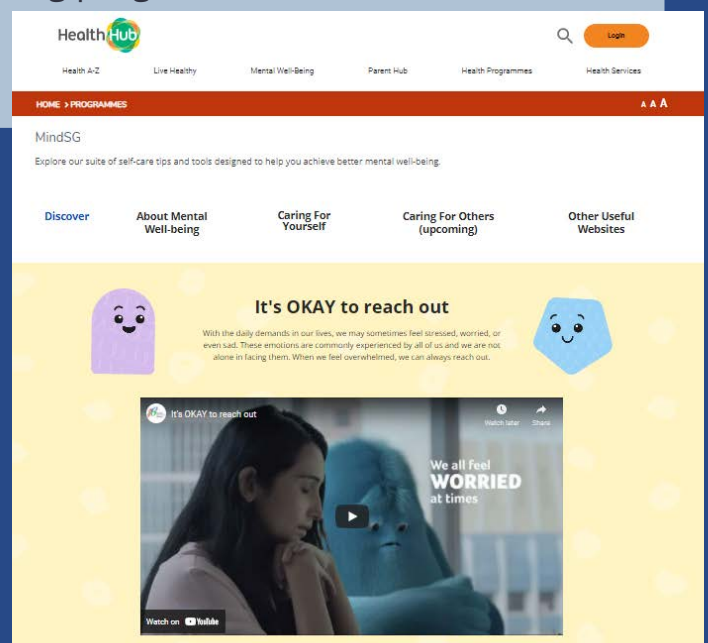 Health Hub
Login
Health A-Z Live Healthy Mental Well-Being Parent Hub Health Programmes Health Services
HOME > PROGRAMMES A A A
MindSG
Explore our suite of self-care tips and tools designed to help you achieve better mental well-being.
Discover
About Mental
Well-being
Caring For
Yourself
Caring For Others
(upcoming)
Other Useful
Websites
It's OKAY to reach out
With the daily demands in our lives, we may sometimes feel stressed, worried, or
even sad. These emotions are commonly experienced by all of us and we are not
alone in facing them. When we feel overwhelmed, we can always reach out.
It's OKAY to reach out
Watch later Share
We all feel
WORRIED
at times
Watch on YouTube